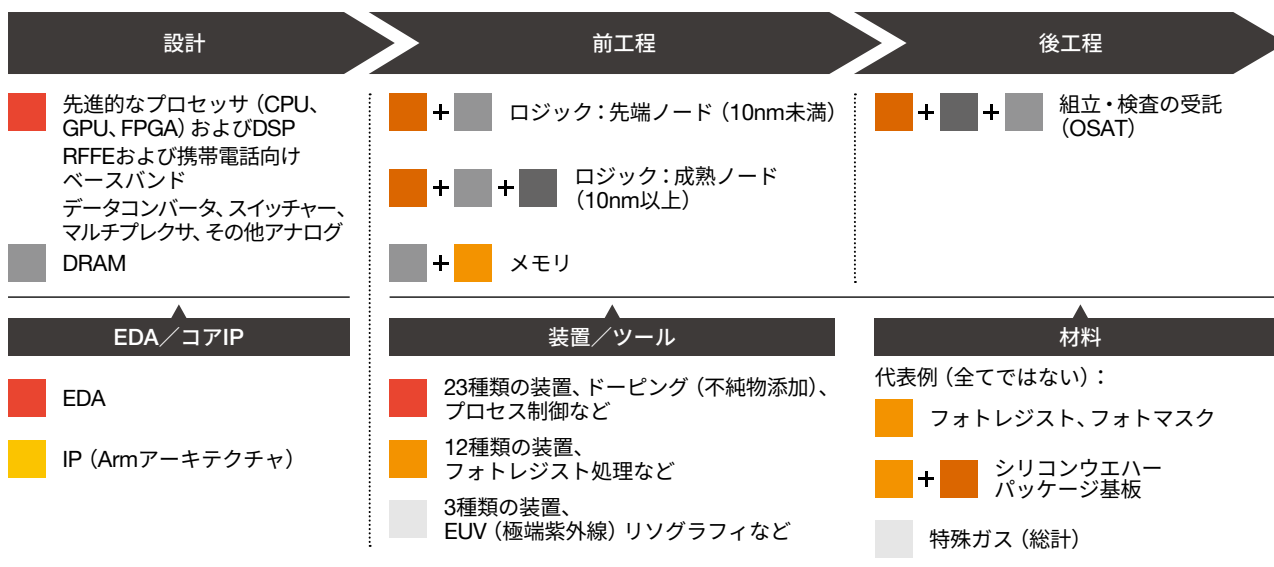 設計
前工程
後工程
先進的なプロセッサ（CPU、
GPU、FPGA）およびDSP
RFFEおよび携帯電話向け
ベースバンド
データコンバータ、スイッチャー、
マルチプレクサ、その他アナログ
DRAM
+ ロジック：先端ノード（10nm未満）
+ + ロジック：成熟ノード
（10nm以上）
+ メモリ
+ + 組立・検査の受託
（OSAT）
EDA／コアIP
EDA
IP（Armアーキテクチャ）
装置／ツール
23種類の装置、ドーピング（不純物添加）、
プロセス制御など
12種類の装置、
フォトレジスト処理など
3種類の装置、
EUV（極端紫外線）リソグラフィなど
材料
代表例（全てではない）：
フォトレジスト、フォトマスク
+ シリコンウエハー
パッケージ基板
特殊ガス（総計）